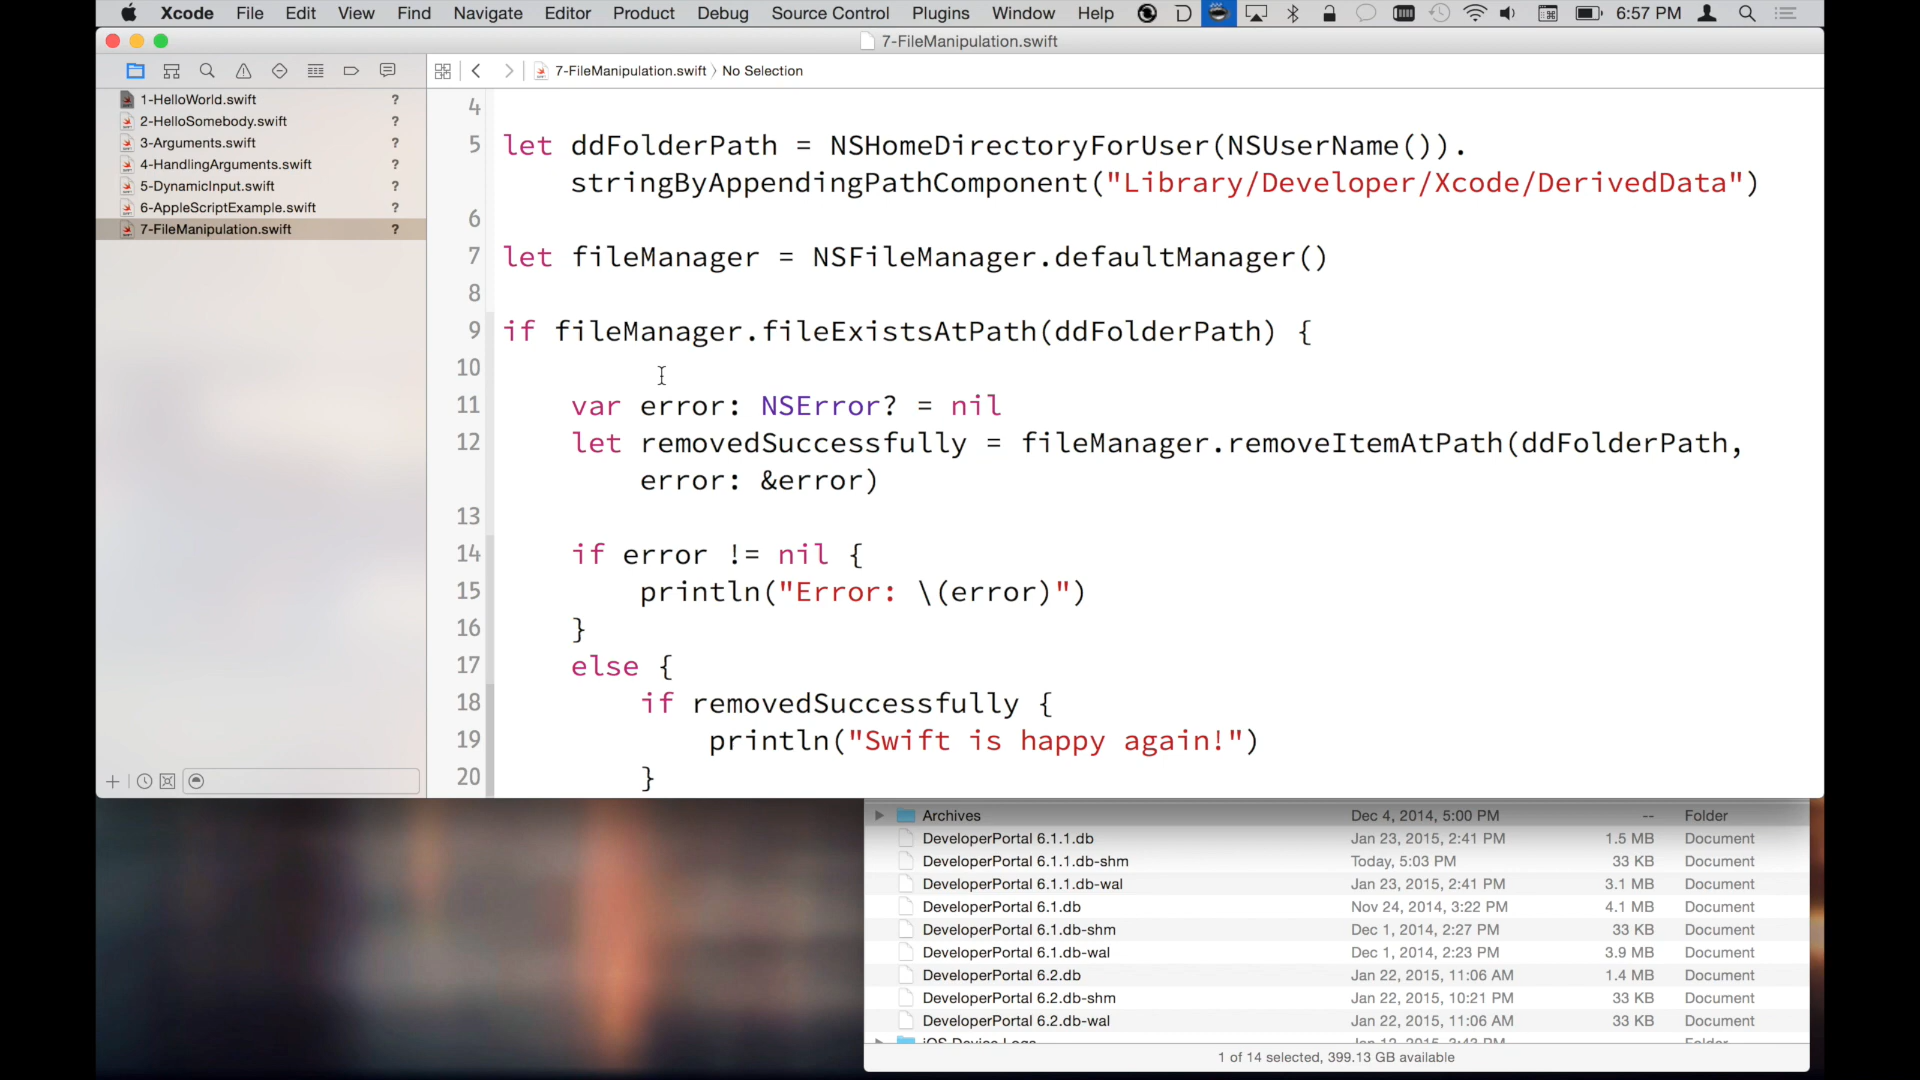 Xcode File Edit View Find Navigate Editor Product Debug Source Control Plugins Window Help 6:57 PM
7-FileManipulation.swift
7-FileManipulation.swift No Selection
1-HelloWorld.swift ?
2-HelloSomebody.swift ?
3-Arguments.swift ?
4-HandlingArguments.swift ?
5-DynamicInput.swift ?
6-AppleScriptExample.swift ?
7-FileManipulation.swift ?
4
5 let ddFolderPath = NSHomeDirectoryForUser(NSUserName()).
stringByAppendingPathComponent("Library/Developer/Xcode/DerivedData")
6
7 let fileManager = NSFileManager.defaultManager()
8
9 if fileManager.fileExistsAtPath(ddFolderPath) {
10
11 var error: NSError? = nil
12 let removedSuccessfully = fileManager.removeItemAtPath(ddFolderPath,
error: &error)
13
14 if error != nil {
15 println("Error: \(error)")
16 }
17 else {
18 if removedSuccessfully {
19 println("Swift is happy again!")
20 }
Archives Dec 4, 2014, 5:00 PM -- Folder
DeveloperPortal 6.1.1.db Jan 23, 2015, 2:41 PM 1.5 MB Document
DeveloperPortal 6.1.1.db-shm Today, 5:03 PM 33 KB Document
DeveloperPortal 6.1.1.db-wal Jan 23, 2015, 2:41 PM 3.1 MB Document
DeveloperPortal 6.1.db Nov 24, 2014, 3:22 PM 4.1 MB Document
DeveloperPortal 6.1.db-shm Dec 1, 2014, 2:27 PM 33 KB Document
DeveloperPortal 6.1.db-wal Dec 1, 2014, 2:23 PM 3.9 MB Document
DeveloperPortal 6.2.db Jan 22, 2015, 11:06 AM 1.4 MB Document
DeveloperPortal 6.2.db-shm Jan 22, 2015, 10:21 PM 33 KB Document
DeveloperPortal 6.2.db-wal Jan 22, 2015, 11:06 AM 33 KB Document
iOS Device Logs Folder
1 of 14 selected, 399.13 GB available